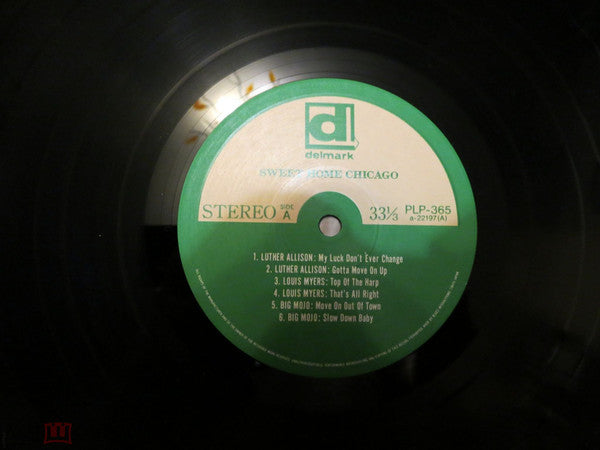 d
delmark
SWEET HOME CHICAGO
STEREO SIDE A 33⅓ PLP-365
a-22197(A)
1. LUTHER ALLISON: My Luck Don't Ever Change
2. LUTHER ALLISON: Gotta Move On Up
3. LOUIS MYERS: Top Of The Harp
4. LOUIS MYERS: That's All Right
5. BIG MOJO: Move On Out Of Town
6. BIG MOJO: Slow Down Baby